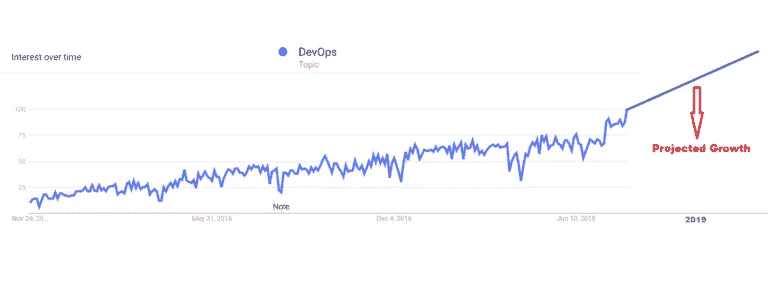 Interest over time
DevOps
Topic
100
75
50
25
Projected Growth
Note
Nov 24, 20...
May 31, 2015
Dec 4, 2016
Jun 10, 2018
2019